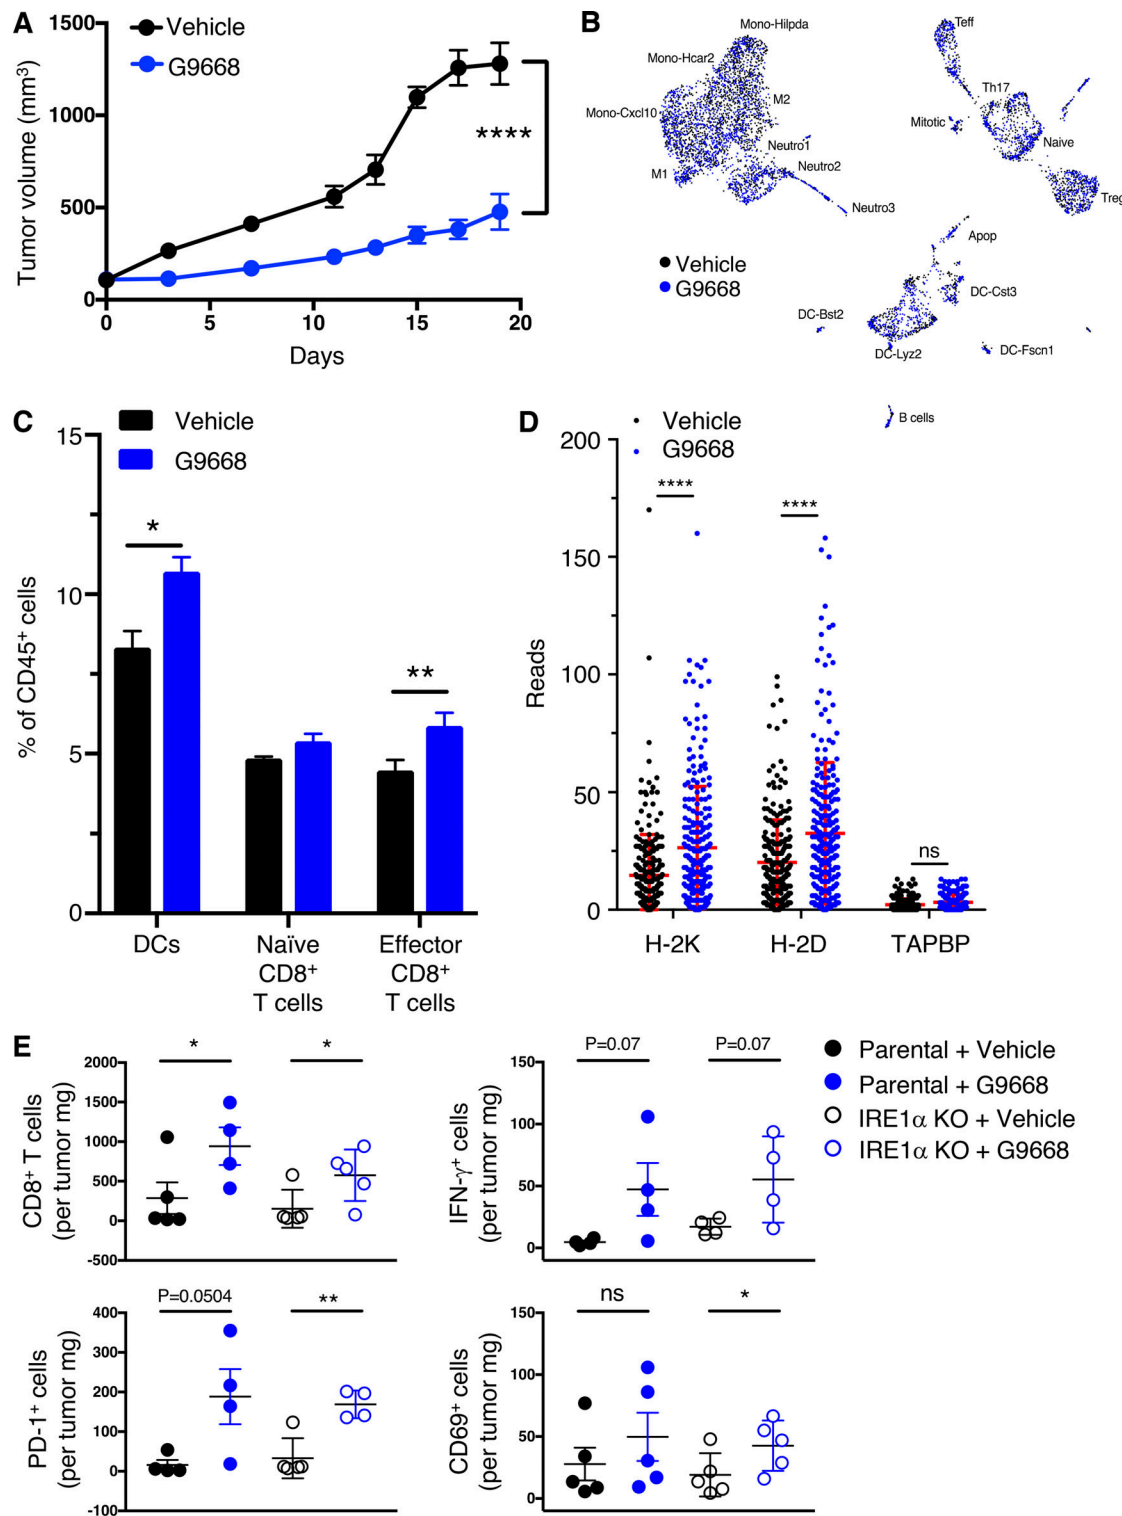 A
Vehicle
G9668
Tumor volume (mm³)
1500
1000
500
0
0
5
10
15
20
Days
****
B
Mono-Hilpda
Mono-Hcar2
Mono-Cxcl10
M2
M1
Neutro1
Neutro2
Neutro3
Teff
Th17
Mitotic
Naive
Treg
Apop
DC-Cst3
DC-Bst2
DC-Lyz2
DC-Fscn1
B cells
Vehicle
G9668
C
Vehicle
G9668
% of CD45⁺ cells
15
10
5
0
*
**
DCs
Naïve
CD8⁺
T cells
Effector
CD8⁺
T cells
D
Vehicle
G9668
Reads
200
150
100
50
0
****
****
ns
H-2K
H-2D
TAPBP
E
CD8⁺ T cells
(per tumor mg)
2000
1500
1000
500
0
-500
*
*
IFN-γ⁺ cells
(per tumor mg)
150
100
50
0
P=0.07
P=0.07
Parental + Vehicle
Parental + G9668
IRE1α KO + Vehicle
IRE1α KO + G9668
PD-1⁺ cells
(per tumor mg)
400
300
200
100
0
-100
P=0.0504
**
CD69⁺ cells
(per tumor mg)
150
100
50
0
ns
*